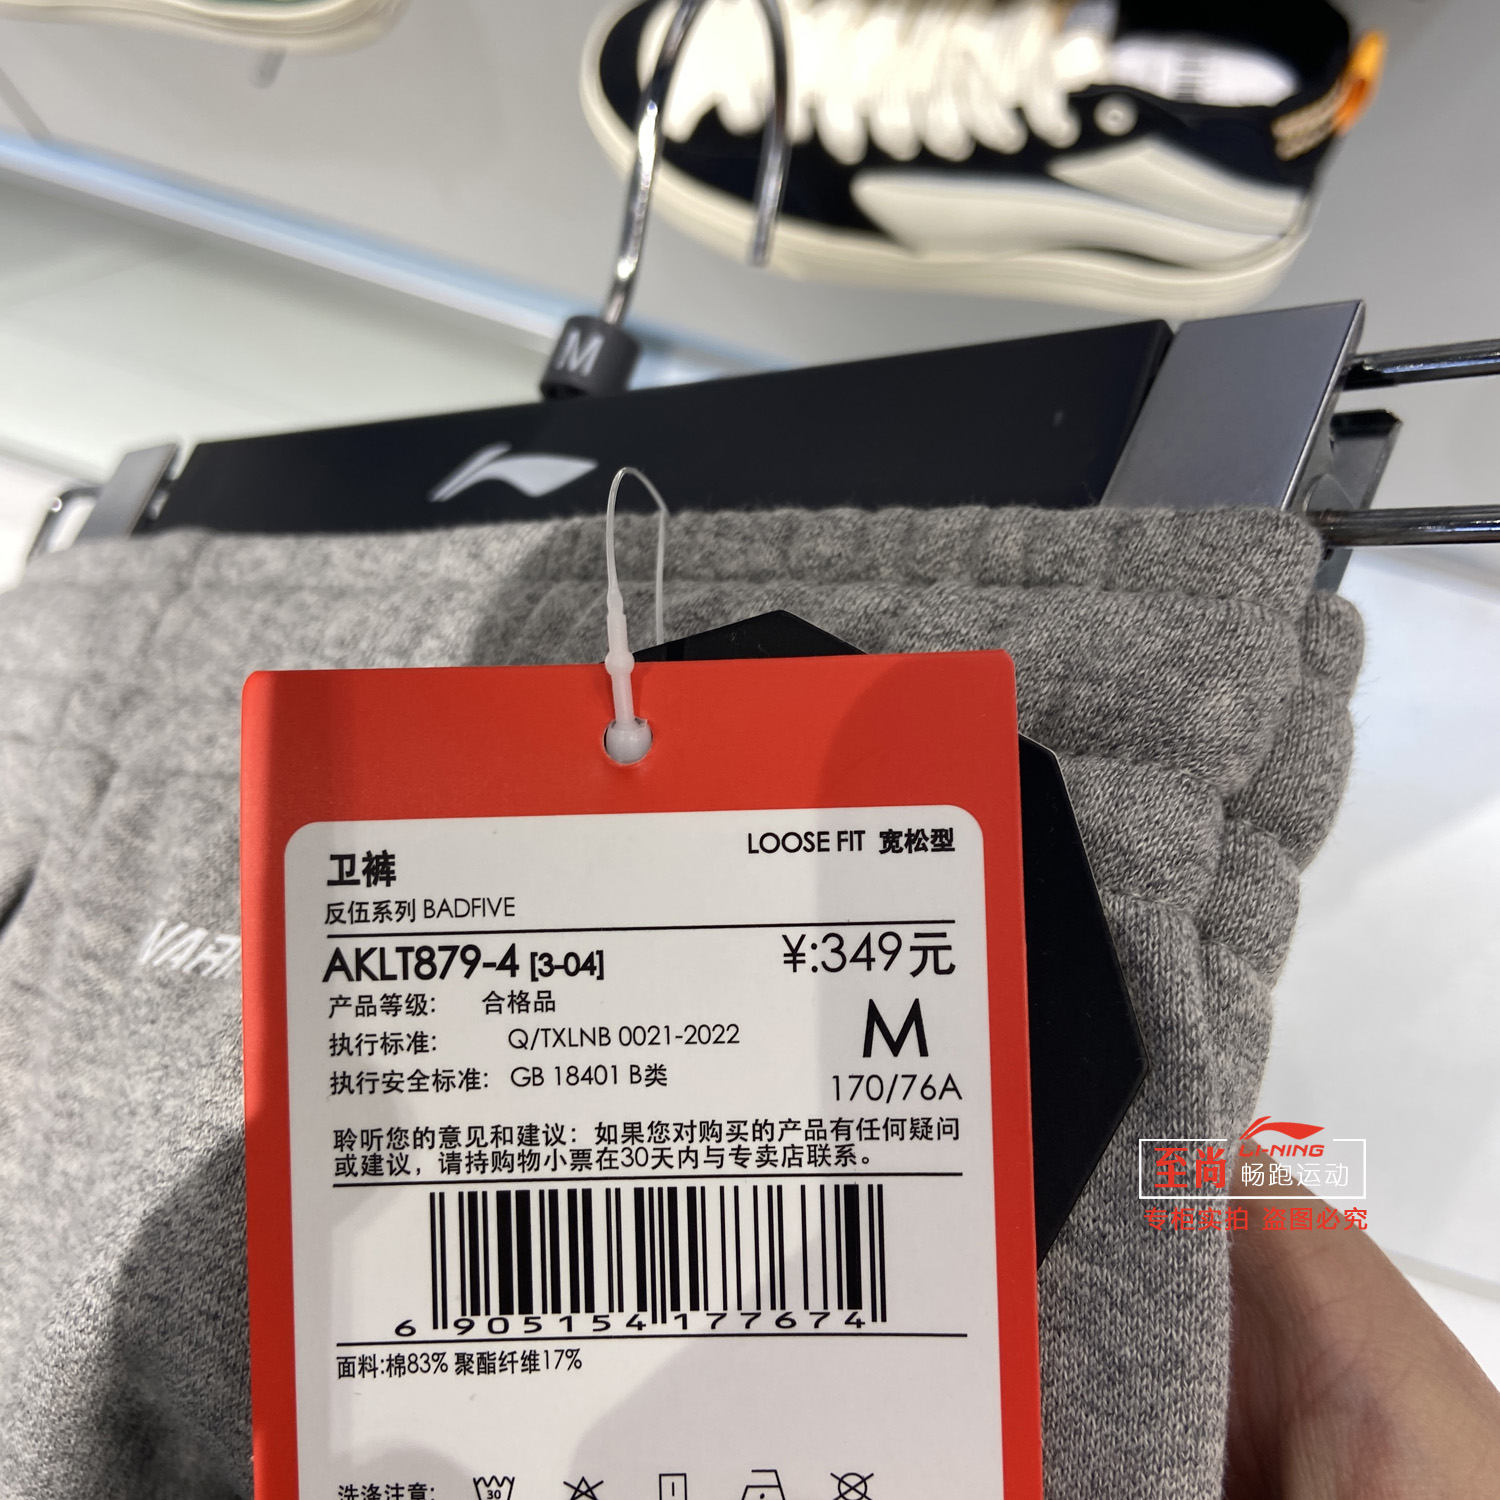 M
卫裤
LOOSE FIT 宽松型
反伍系列 BADFIVE
AKLT879-4 [3-04]
¥:349元
产品等级: 合格品
M
执行标准: Q/TXLNB 0021-2022
执行安全标准: GB 18401 B类
170/76A
聆听您的意见和建议：如果您对购买的产品有任何疑问
或建议，请持购物小票在30天内与专卖店联系。
6 905154 177674
面料:棉83% 聚酯纤维17%
洗涤注意:
30
LI-NING
至尚 畅跑运动
专柜实拍 盗图必究